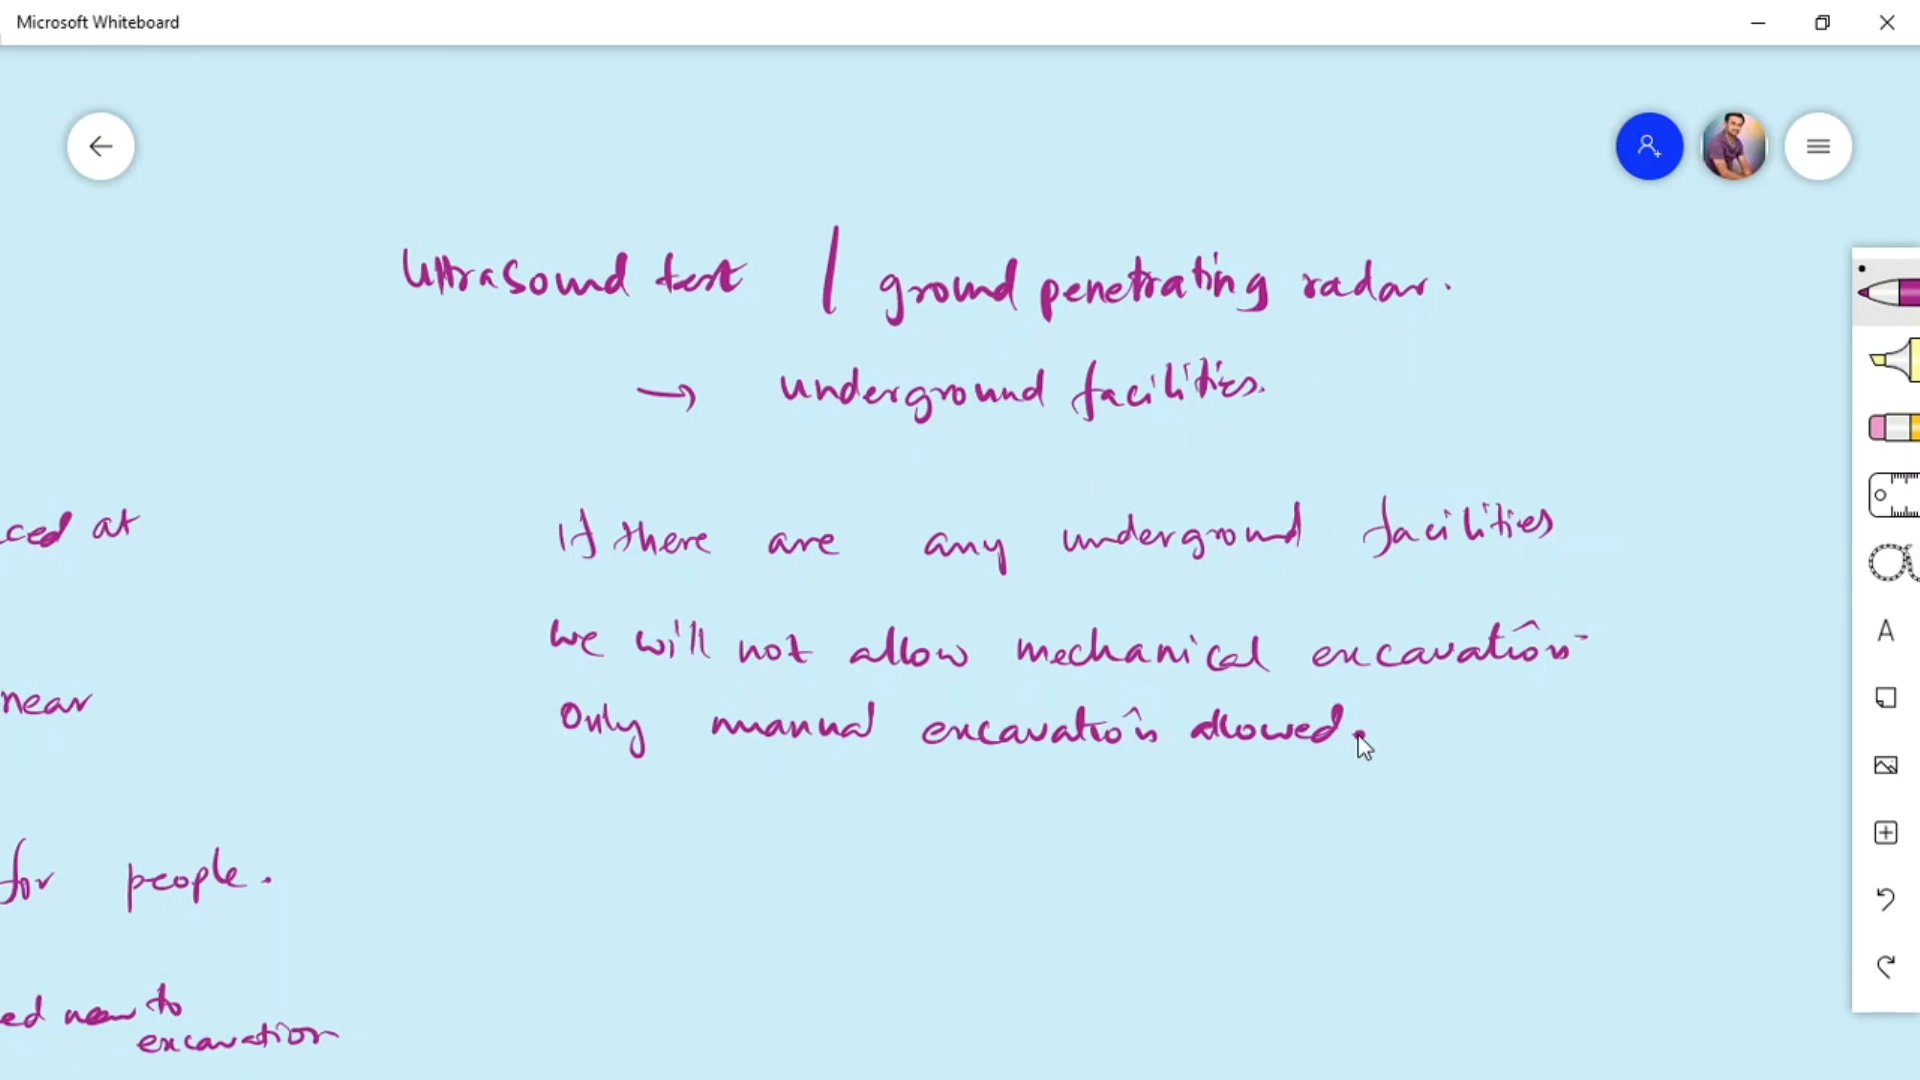 Microsoft Whiteboard
Ultrasound test / ground penetrating radar.
→ underground facilities.
ced at
If there are any underground facilities
We will not allow mechanical excavation-
near
Only manual excavation allowed.
for people.
ed near to
excavation
A